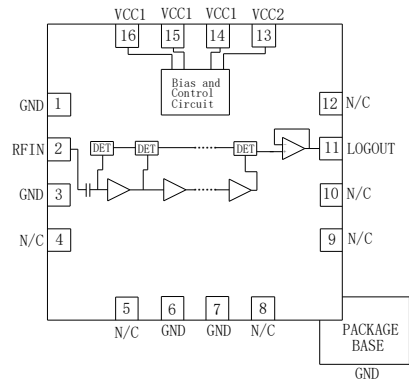 VCC1 VCC1 VCC1 VCC2
16 15 14 13
Bias and
Control
Circuit
GND 1
12 N/C
RFIN 2
DET DET DET
11 LOGOUT
GND 3
10 N/C
N/C 4
9 N/C
5 6 7 8
N/C GND GND N/C
PACKAGE
BASE
GND